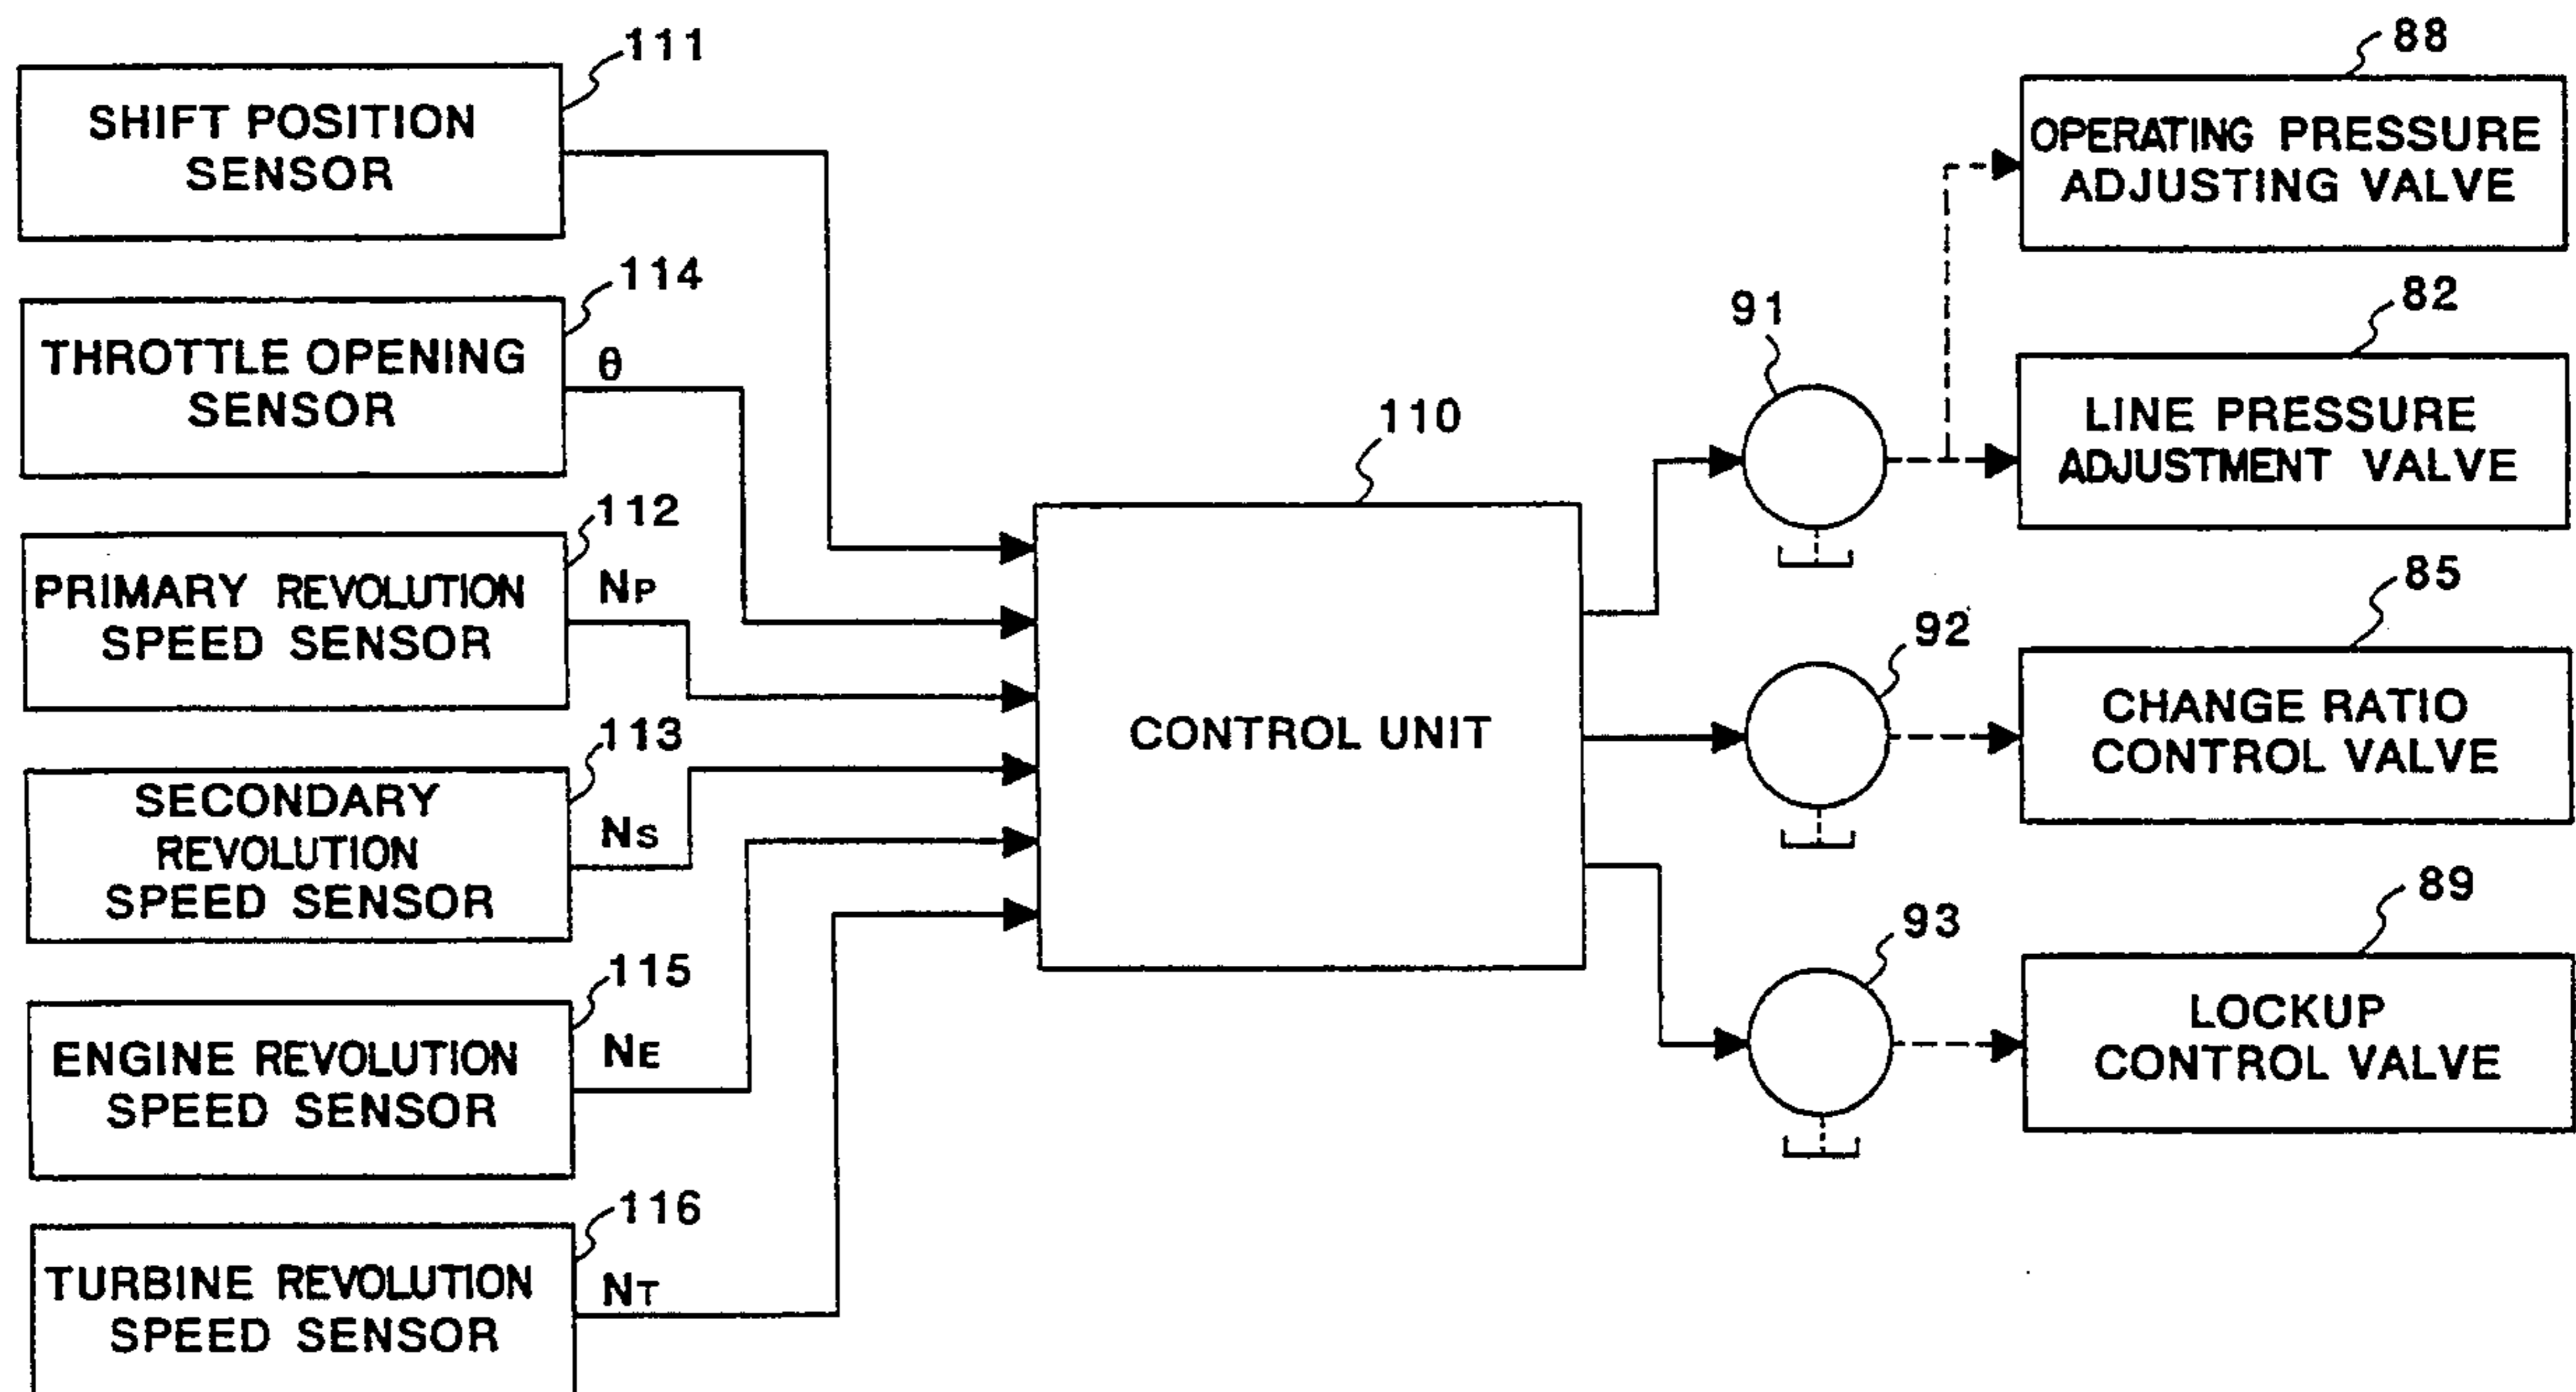 111
SHIFT POSITION
SENSOR
114
THROTTLE OPENING
SENSOR
θ
112
PRIMARY REVOLUTION
SPEED SENSOR
NP
113
SECONDARY
REVOLUTION
SPEED SENSOR
NS
115
ENGINE REVOLUTION
SPEED SENSOR
NE
116
TURBINE REVOLUTION
SPEED SENSOR
NT
110
CONTROL UNIT
91
92
93
88
OPERATING PRESSURE
ADJUSTING VALVE
82
LINE PRESSURE
ADJUSTMENT VALVE
85
CHANGE RATIO
CONTROL VALVE
89
LOCKUP
CONTROL VALVE